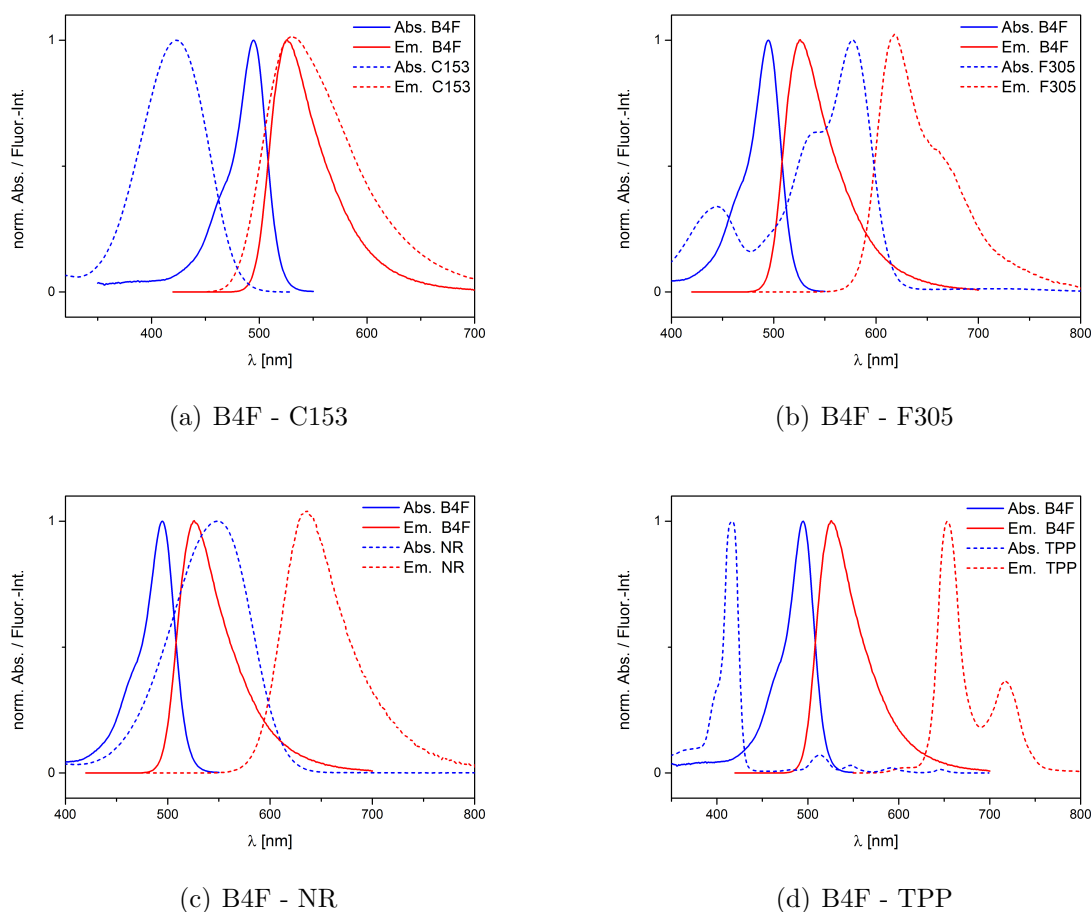 norm. Abs. / Fluor.-Int.
1
0
Abs. B4F
Em. B4F
Abs. C153
Em. C153
400 500 600 700
λ [nm]
(a) B4F - C153
norm. Abs. / Fluor.-Int.
1
0
Abs. B4F
Em. B4F
Abs. F305
Em. F305
400 500 600 700 800
λ [nm]
(b) B4F - F305
norm. Abs. / Fluor.-Int.
1
0
Abs. B4F
Em. B4F
Abs. NR
Em. NR
400 500 600 700 800
λ [nm]
(c) B4F - NR
norm. Abs. / Fluor.-Int.
1
0
Abs. B4F
Em. B4F
Abs. TPP
Em. TPP
400 500 600 700 800
λ [nm]
(d) B4F - TPP